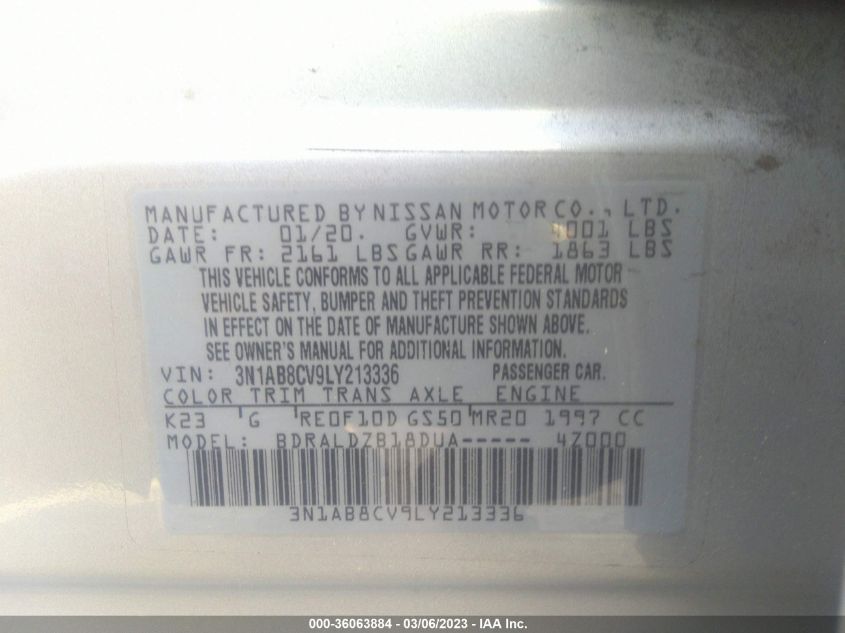 MANUFACTURED BY NISSAN MOTOR CO., LTD.
DATE: 01/20. GVWR: 4001 LBS
GAWR FR: 2161 LBS GAWR RR: 1863 LBS
THIS VEHICLE CONFORMS TO ALL APPLICABLE FEDERAL MOTOR
VEHICLE SAFETY, BUMPER AND THEFT PREVENTION STANDARDS
IN EFFECT ON THE DATE OF MANUFACTURE SHOWN ABOVE.
SEE OWNER'S MANUAL FOR ADDITIONAL INFORMATION.
VIN: 3N1AB8CV9LY213336 PASSENGER CAR.
COLOR TRIM TRANS AXLE ENGINE
K23 G RE0F10D GS50 MR20 1997 CC
MODEL: BDRALDZB18DUA----- 4Z000
3N1AB8CV9LY213336
000-36063884 - 03/06/2023 - IAA Inc.